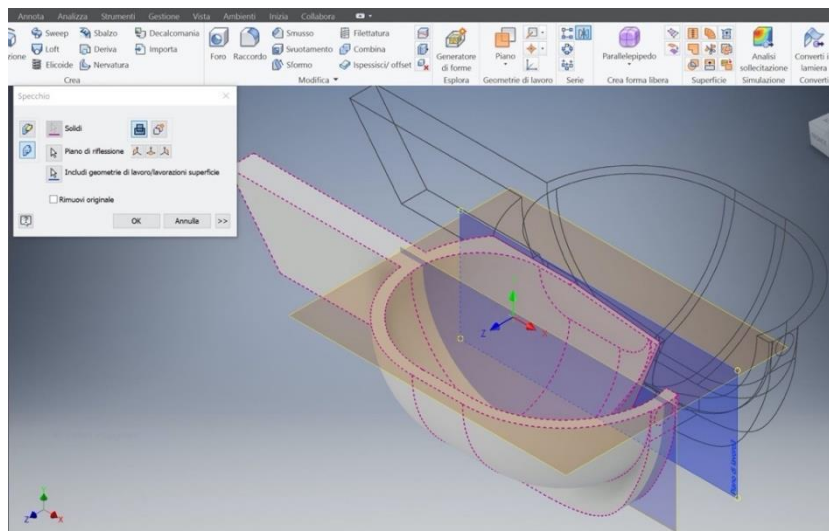 Annota Analizza Strumenti Gestione Vista Ambienti Inizia Collabora
Sweep Sbalzo Decalcomania
Loft Deriva Importa
Elicoide Nervatura
Crea
Foro Raccordo
Smusso Filettatura
Svuotamento Combina
Sformo Ispessisci/ offset
Modifica
Generatore
di forme
Esplora
Piano
Geometrie di lavoro
Serie
Parallelepipedo
Crea forma libera
Superficie
Analisi
sollecitazione
Simulazione
Converti i
lamiera
Converti
Specchio
Solidi
Piano di riflessione
Includi geometrie di lavoro/lavorazioni superficie
Rimuovi originale
OK Annulla >>
Z X
Y
Z X